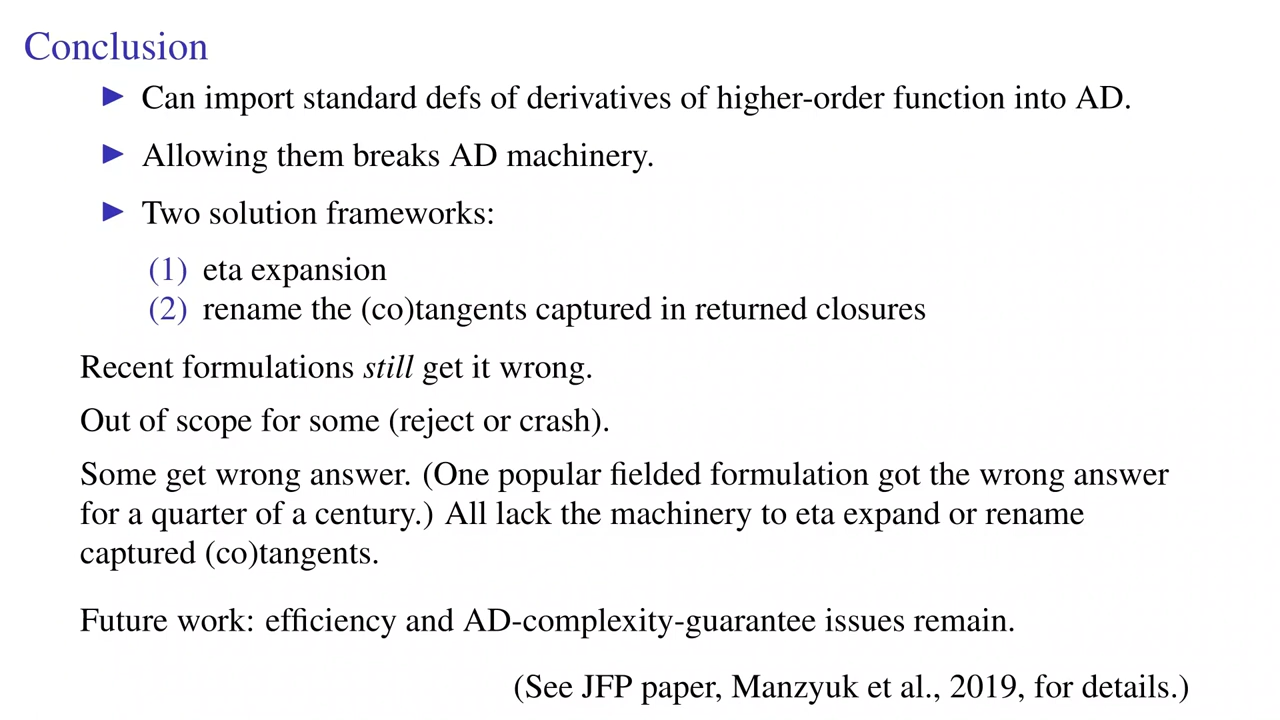 Conclusion
▶ Can import standard defs of derivatives of higher-order function into AD.
▶ Allowing them breaks AD machinery.
▶ Two solution frameworks:
(1) eta expansion
(2) rename the (co)tangents captured in returned closures
Recent formulations still get it wrong.
Out of scope for some (reject or crash).
Some get wrong answer. (One popular fielded formulation got the wrong answer
for a quarter of a century.) All lack the machinery to eta expand or rename
captured (co)tangents.
Future work: efficiency and AD-complexity-guarantee issues remain.
(See JFP paper, Manzyuk et al., 2019, for details.)